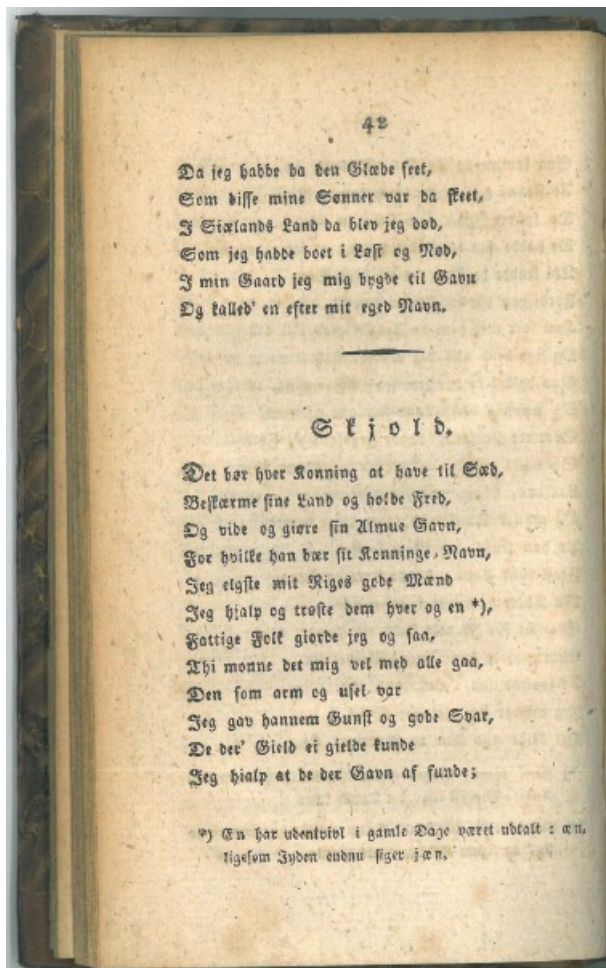 42
Da jeg havde da den Glæde seet,
Som disse mine Sønner var da skeet,
I Siælands Land da blev jeg død,
Som jeg havde boet i Løst og Nød,
I min Gaard jeg mig bygde til Gavn
Og kalled' en efter mit eged Navn.
Skjold.
Det bør hver Konning at have til Sæd,
Beskærme sine Land og holde Fred,
Og vide og giøre sin Almue Gavn,
For hvilke han bær sit Konninge-Navn,
Jeg elgste mit Riges gode Mænd
Jeg hjalp og trøste dem hver og en *),
Fattige Folk giorde jeg og saa,
Thi monne det mig vel med alle gaa,
Den som arm og usel var
Jeg gav hannem Gunst og gode Svar,
De der' Gield ei gielde kunde
Jeg hialp at de der Gavn af funde;
*) En har udentvivl i gamle Dage været udtalt : æn,
ligesom Jyden endnu siger jæn.